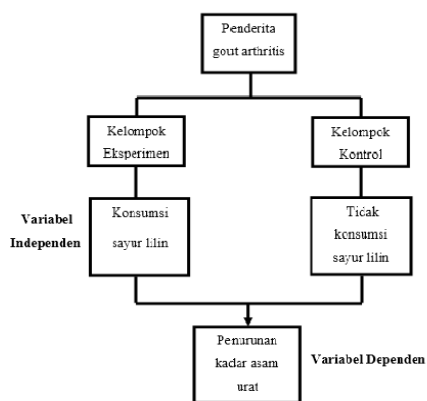 Penderita
gout arthritis
Kelompok
Eksperimen
Kelompok
Kontrol
Variabel
Independen
Konsumsi
sayur lilin
Tidak
konsumsi
sayur lilin
Penurunan
kadar asam
urat
Variabel Dependen